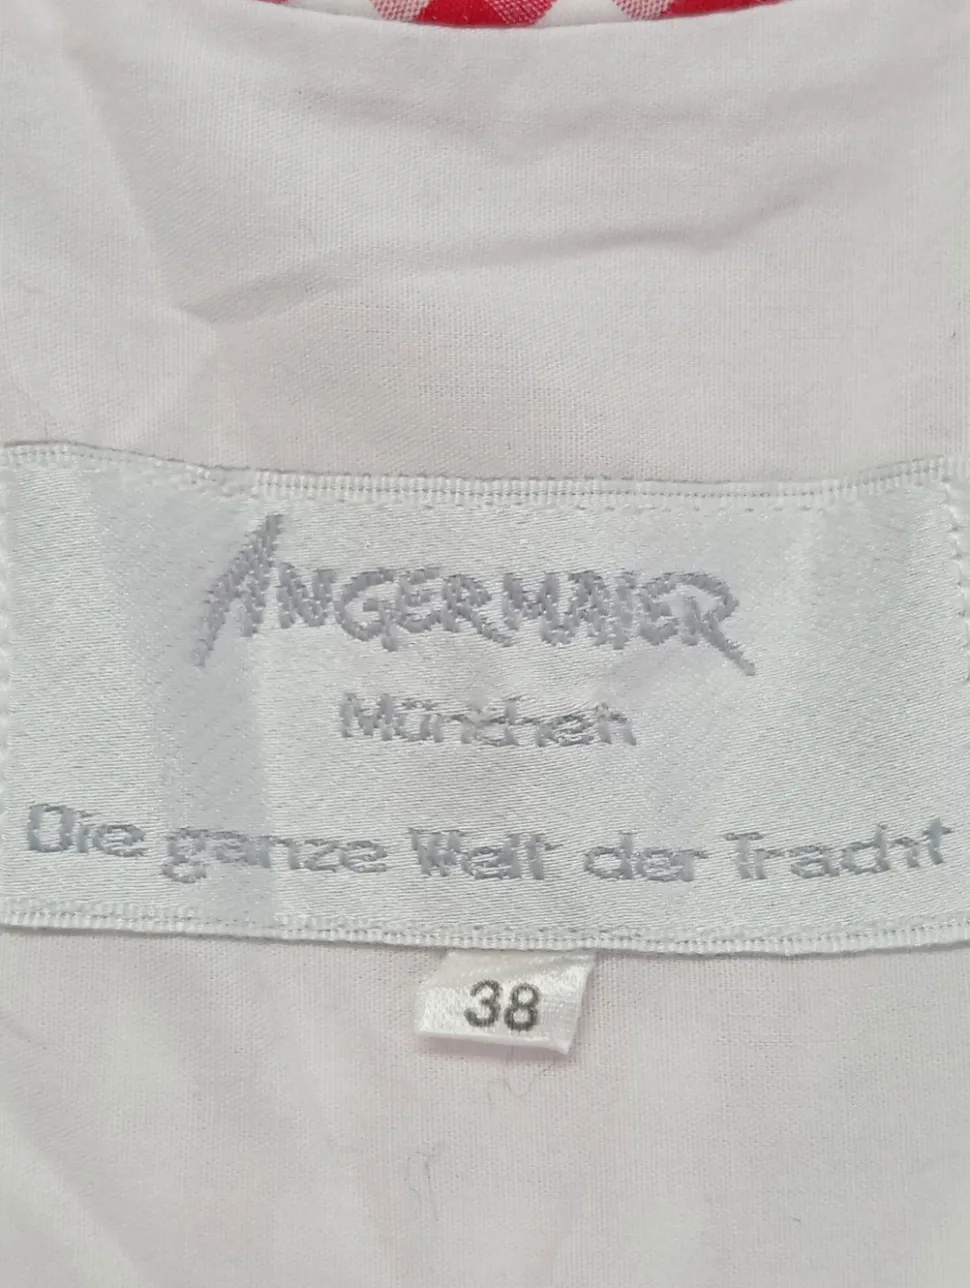 ANGERMAIER
München
Die ganze Welt der Tracht
38